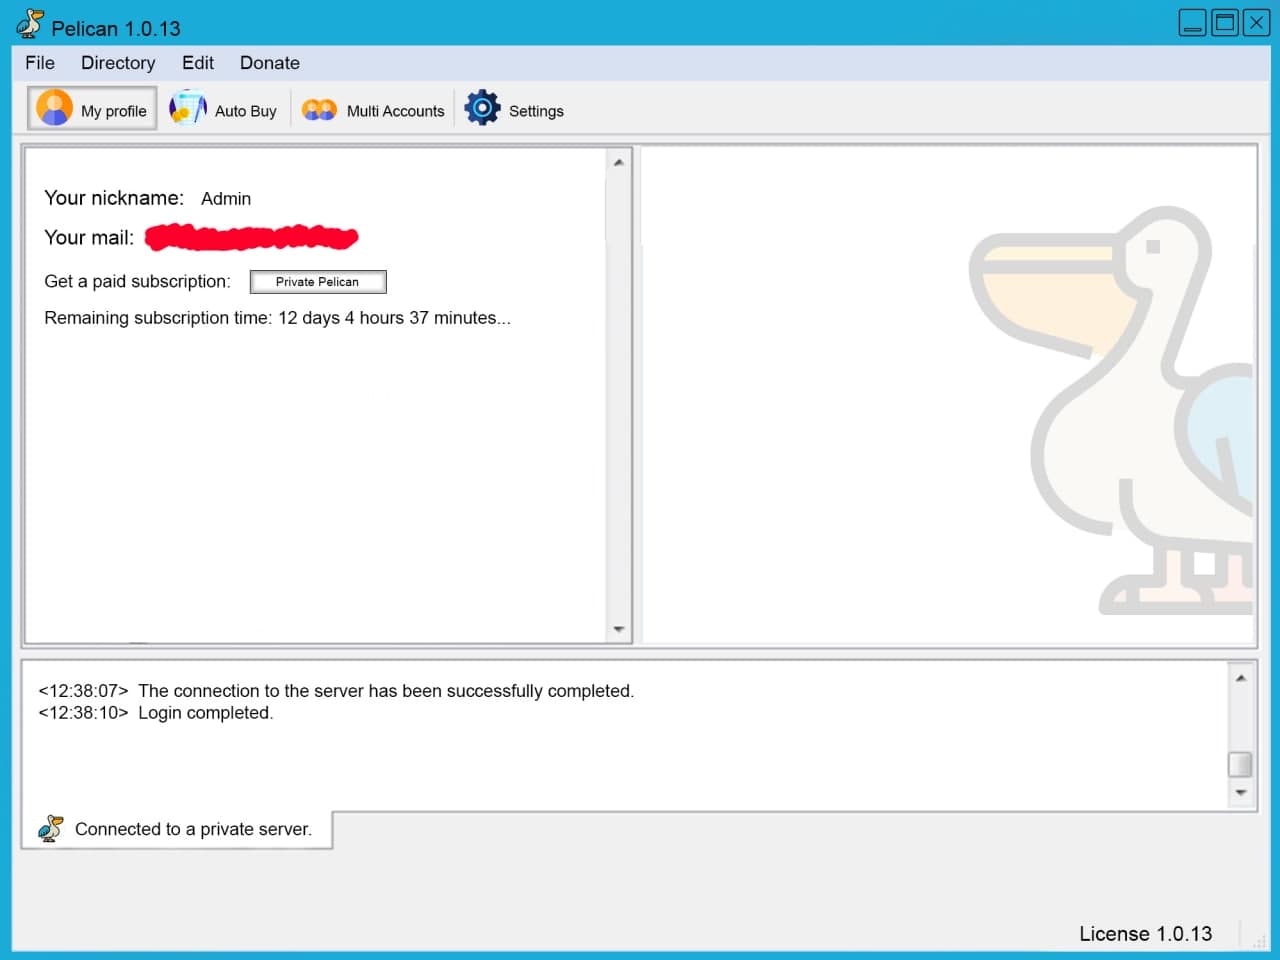 Pelican 1.0.13
File Directory Edit Donate
My profile Auto Buy Multi Accounts Settings
Your nickname: Admin
Your mail:
Get a paid subscription: Private Pelican
Remaining subscription time: 12 days 4 hours 37 minutes...
<12:38:07> The connection to the server has been successfully completed.
<12:38:10> Login completed.
Connected to a private server.
License 1.0.13